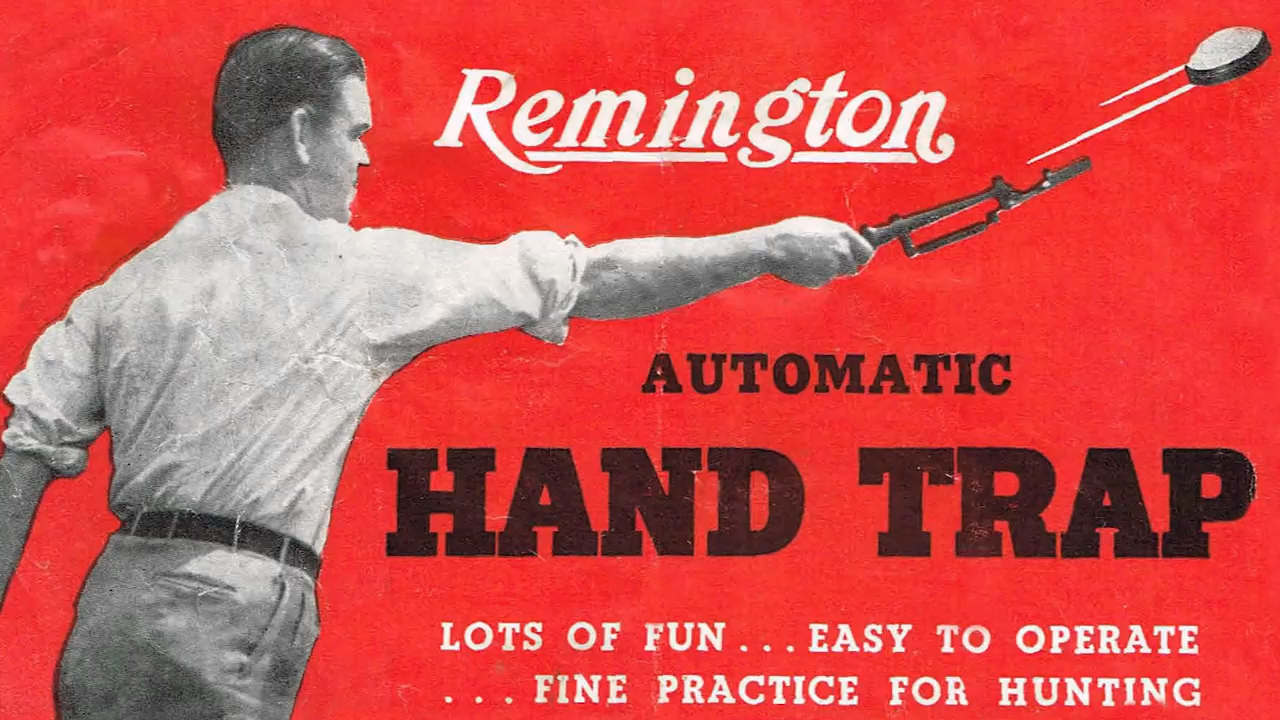 Remington
AUTOMATIC
HAND TRAP
LOTS OF FUN...EASY TO OPERATE
...FINE PRACTICE FOR HUNTING